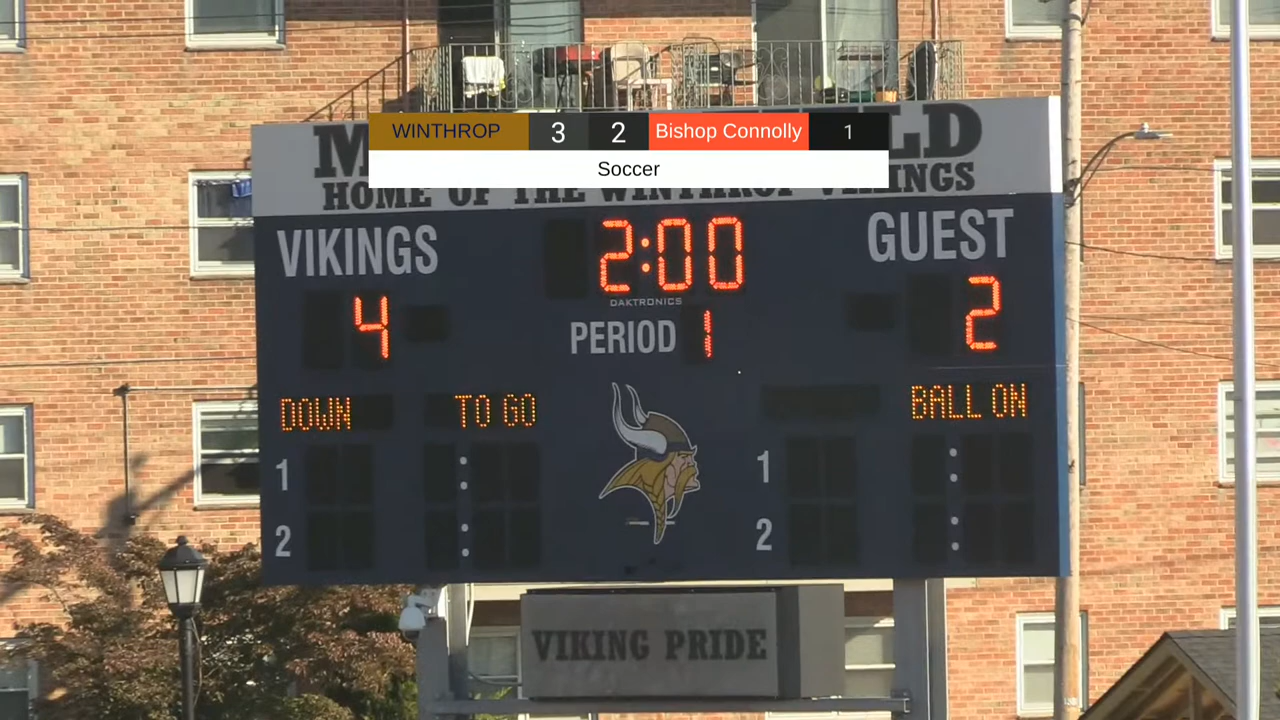 WINTHROP 3 2 Bishop Connolly 1
Soccer
HOME OF THE WINTHROP VIKINGS
VIKINGS 2:00 GUEST
DAKTRONICS
4 PERIOD 1 2
DOWN TO GO BALL ON
1 : 1 :
2 : 2 :
VIKING PRIDE